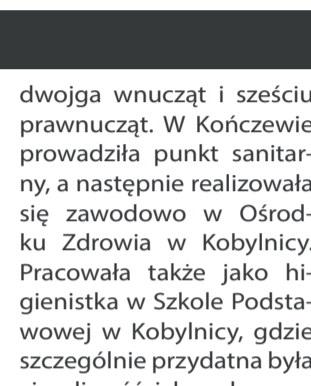 dwojga wnucząt i sześciu
prawnucząt. W Kończewie
prowadziła punkt sanitar-
ny, a następnie realizowała
się zawodowo w Ośrod-
ku Zdrowia w Kobylnicy.
Pracowała także jako hi-
gienistka w Szkole Podsta-
wowej w Kobylnicy, gdzie
szczególnie przydatna była